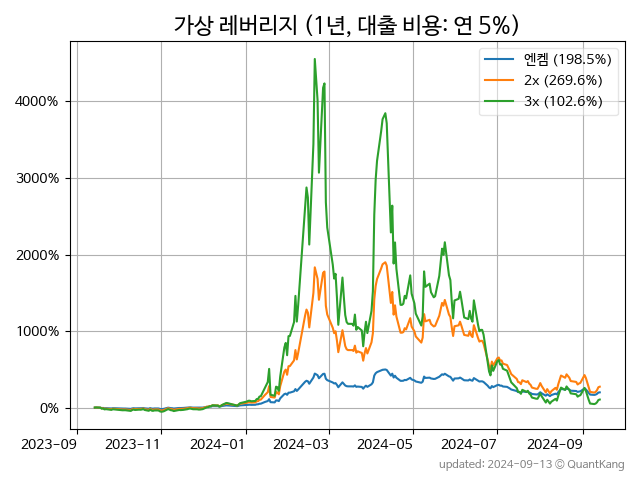 가상 레버리지 (1년, 대출 비용: 연 5%)
엔켐 (198.5%)
2x (269.6%)
3x (102.6%)
4000%
3000%
2000%
1000%
0%
2023-09 2023-11 2024-01 2024-03 2024-05 2024-07 2024-09
updated: 2024-09-13 © QuantKang